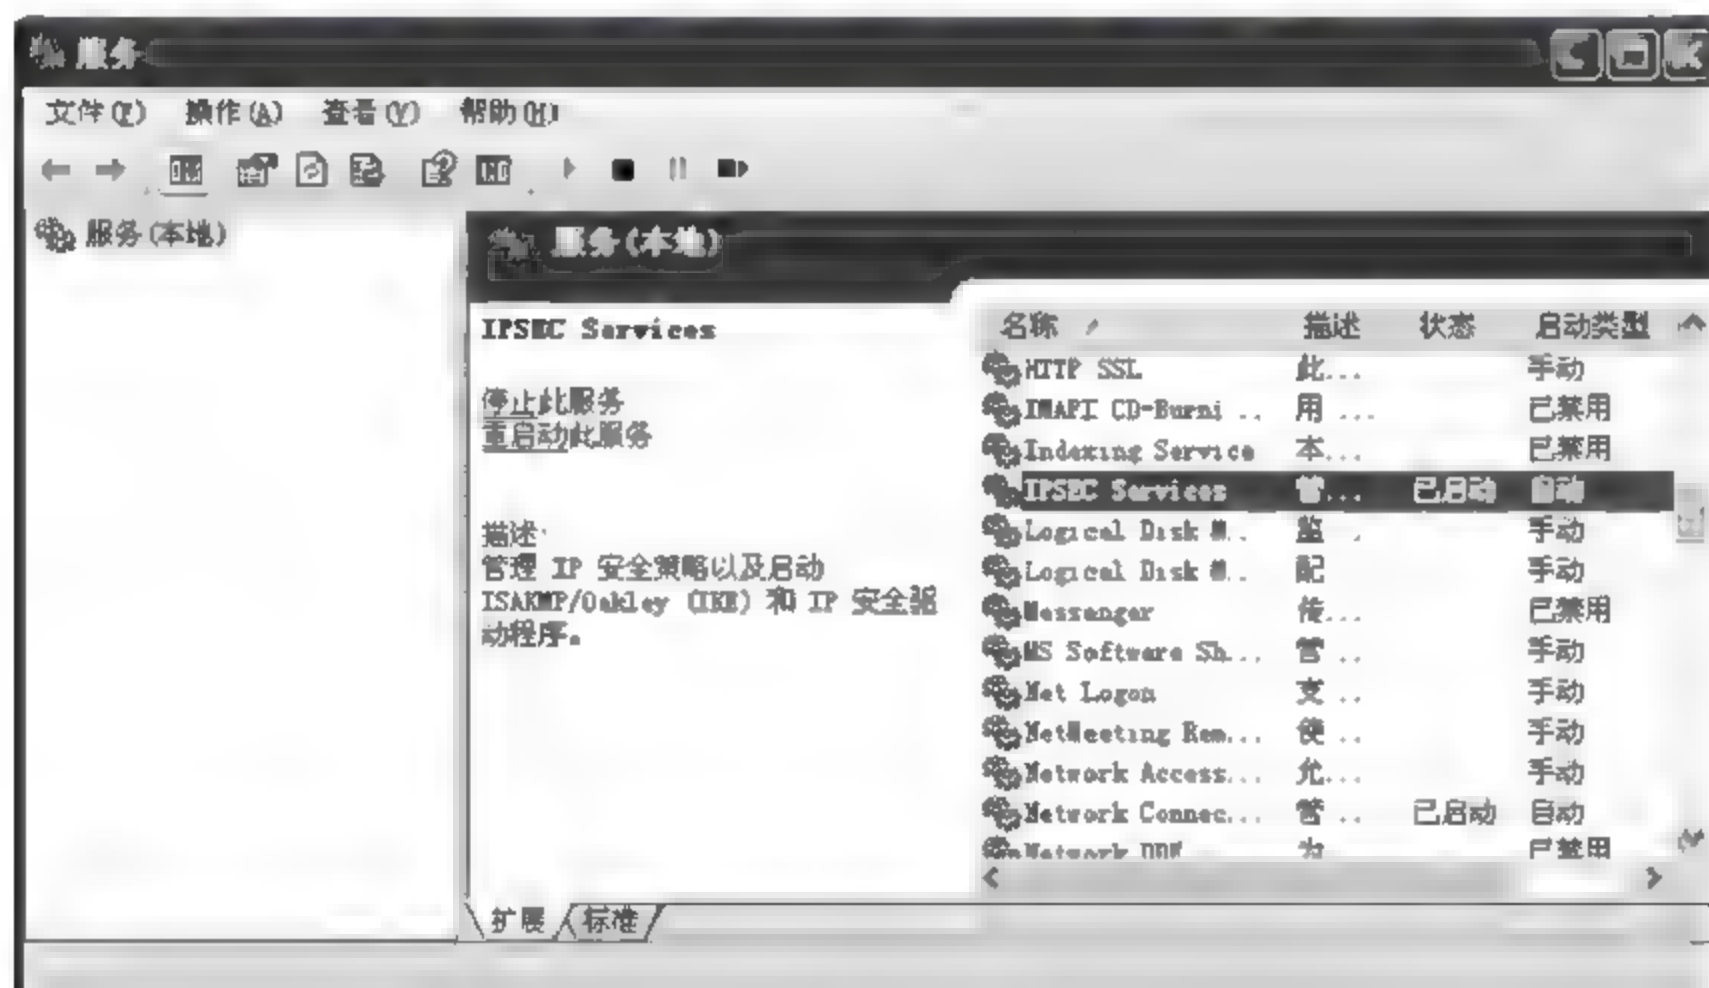 服务
文件(F) 操作(A) 查看(V) 帮助(H)
服务(本地)
服务(本地)
IPSEC Services
停止此服务
重启动此服务
描述:
管理 IP 安全策略以及启动
ISAKMP/Oakley (IKE) 和 IP 安全驱
动程序。
名称 描述 状态 启动类型
HTTP SSL 此... 手动
IMAPI CD-Burni .. 用 ... 已禁用
Indexing Service 本... 已禁用
IPSEC Services 管... 已启动 自动
Logical Disk M.. 监 . 手动
Logical Disk M.. 配 手动
Messenger 传... 已禁用
MS Software Sh... 管 .. 手动
Net Logon 支 .. 手动
NetMeeting Rem... 使 .. 手动
Network Access... 允... 手动
Network Connec... 管 .. 已启动 自动
Network DDE 为 已禁用
扩展 标准